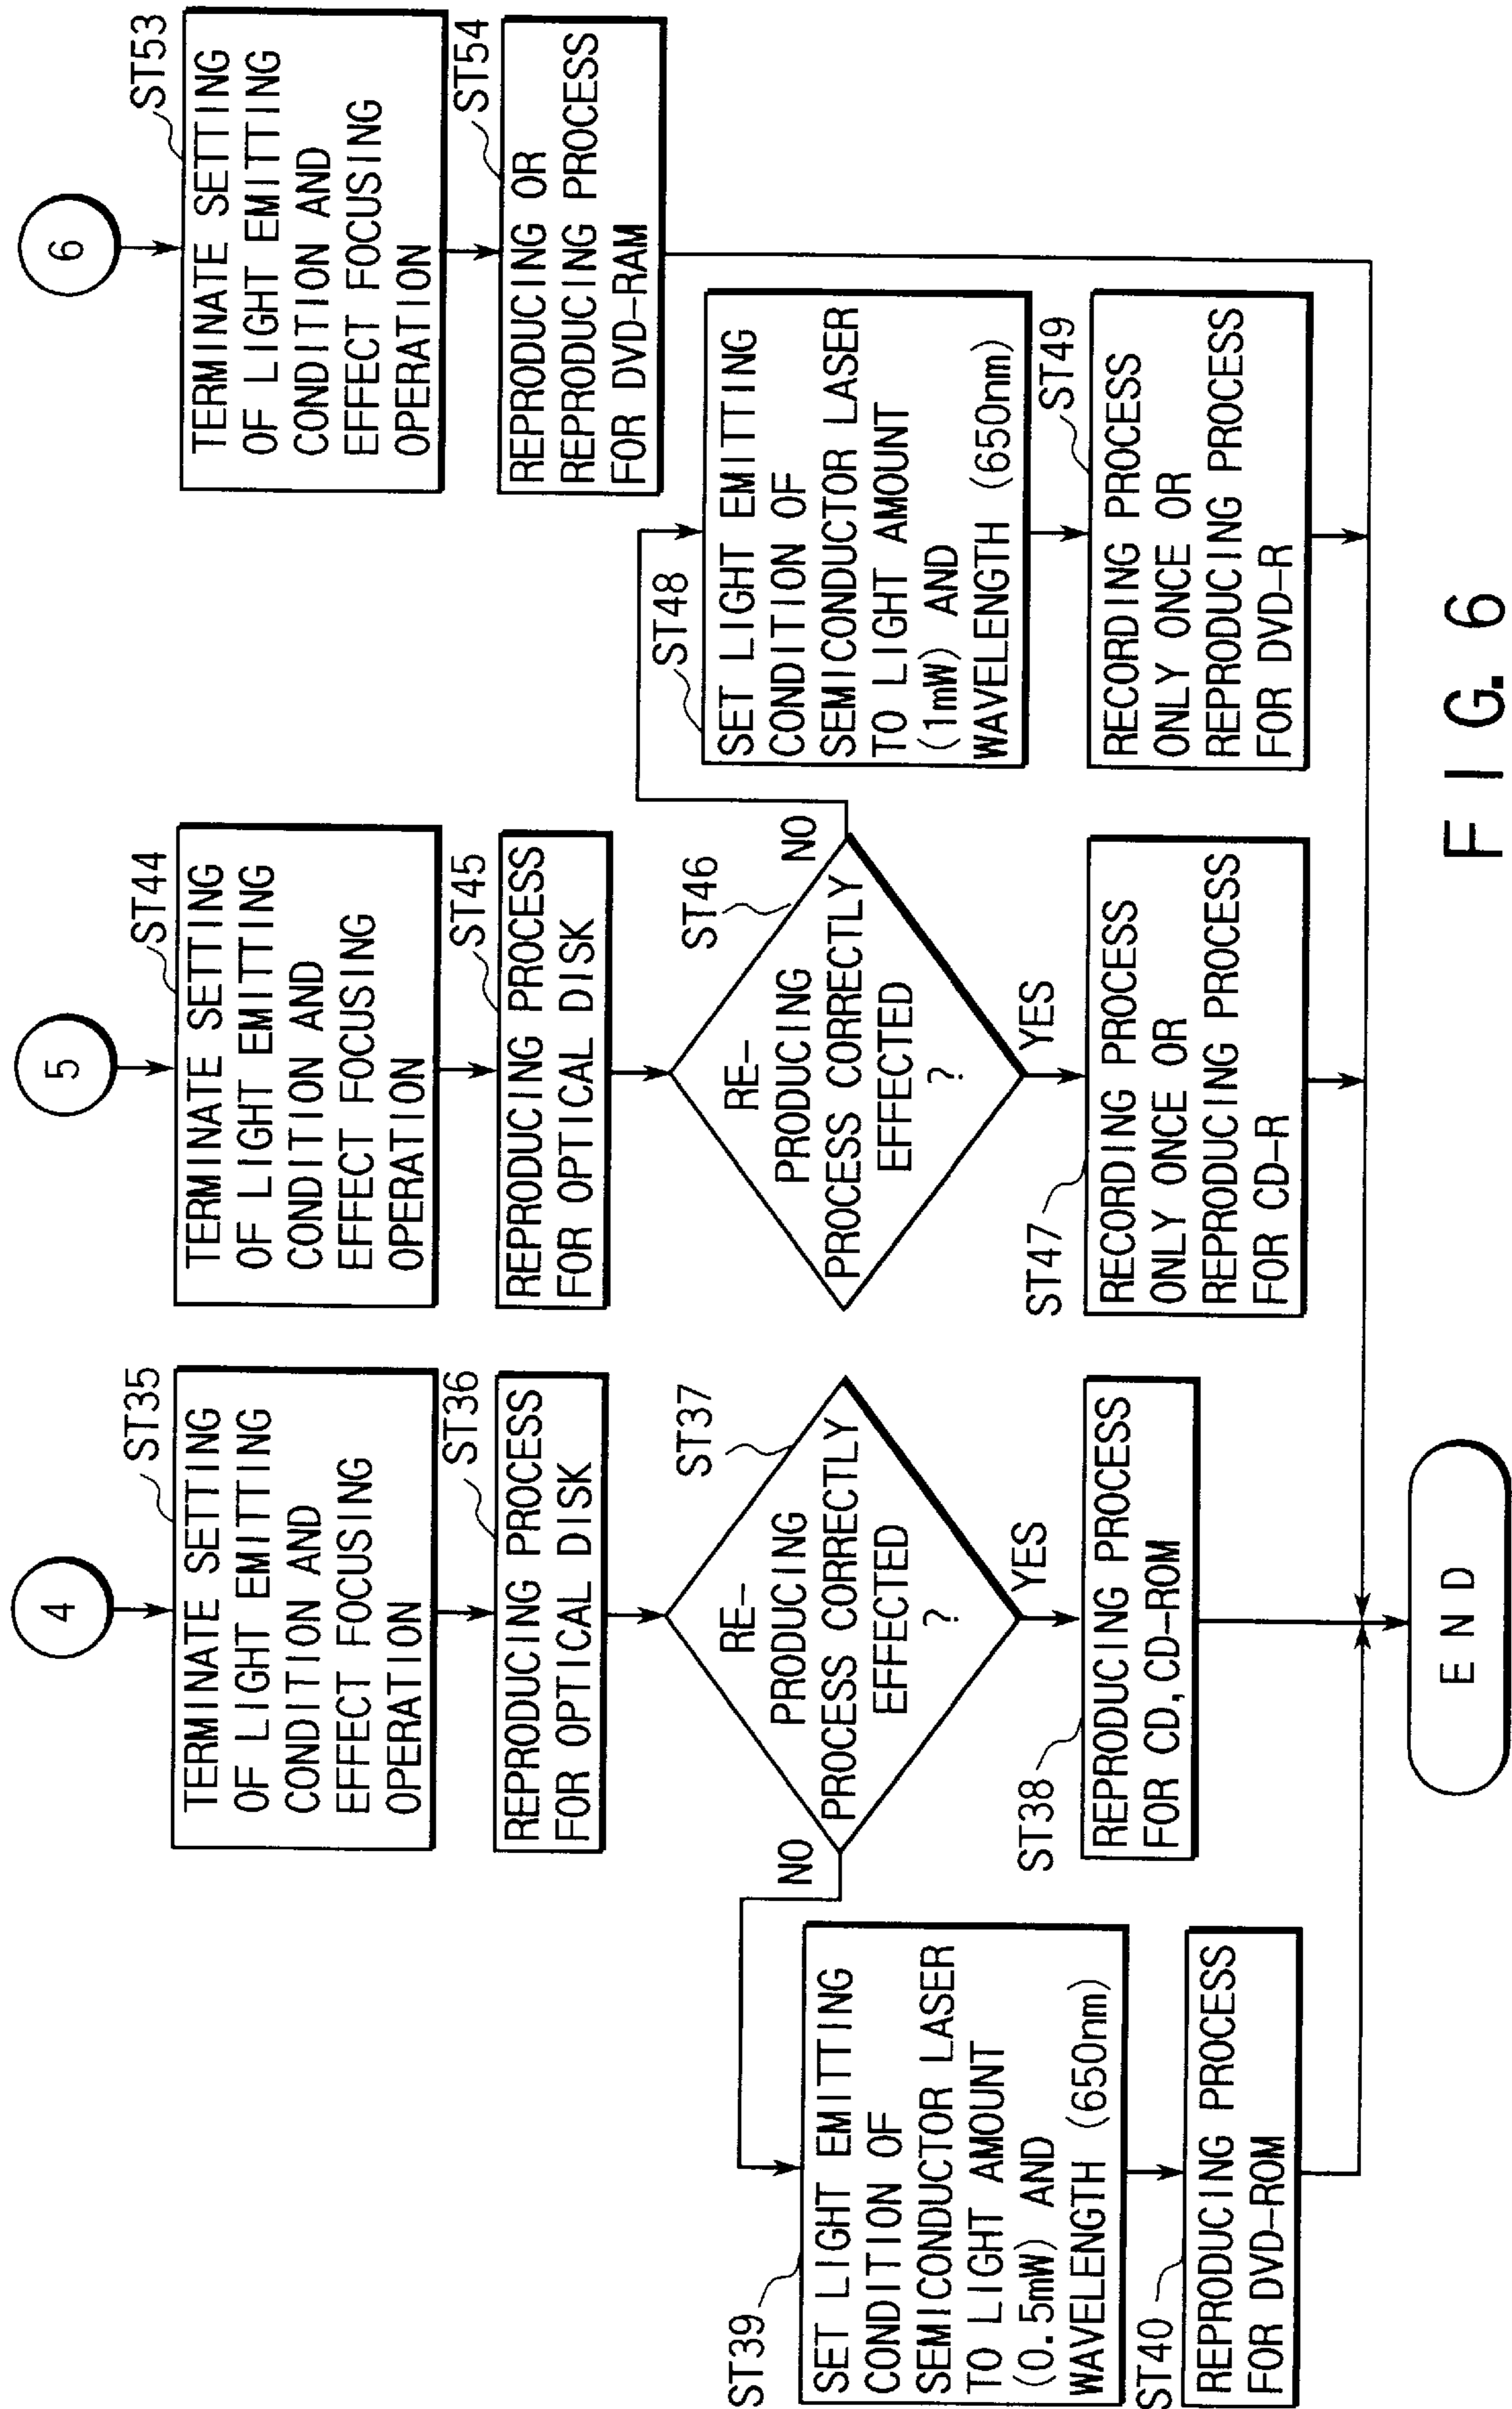 4
ST35
TERMINATE SETTING
OF LIGHT EMITTING
CONDITION AND
EFFECT FOCUSING
OPERATION
ST36
REPRODUCING PROCESS
FOR OPTICAL DISK
ST37
RE-
PRODUCING
PROCESS CORRECTLY
EFFECTED
?
NO
YES
ST38
REPRODUCING PROCESS
FOR CD, CD-ROM
ST39
SET LIGHT EMITTING
CONDITION OF
SEMICONDUCTOR LASER
TO LIGHT AMOUNT
(0.5mW) AND
WAVELENGTH (650nm)
ST40
REPRODUCING PROCESS
FOR DVD-ROM
5
ST44
TERMINATE SETTING
OF LIGHT EMITTING
CONDITION AND
EFFECT FOCUSING
OPERATION
ST45
REPRODUCING PROCESS
FOR OPTICAL DISK
ST46
RE-
PRODUCING
PROCESS CORRECTLY
EFFECTED
?
NO
YES
ST47
RECORDING PROCESS
ONLY ONCE OR
REPRODUCING PROCESS
FOR CD-R
ST48
SET LIGHT EMITTING
CONDITION OF
SEMICONDUCTOR LASER
TO LIGHT AMOUNT
(1mW) AND
WAVELENGTH (650nm)
ST49
RECORDING PROCESS
ONLY ONCE OR
REPRODUCING PROCESS
FOR DVD-R
6
ST53
TERMINATE SETTING
OF LIGHT EMITTING
CONDITION AND
EFFECT FOCUSING
OPERATION
ST54
REPRODUCING OR
REPRODUCING PROCESS
FOR DVD-RAM
END
FIG. 6